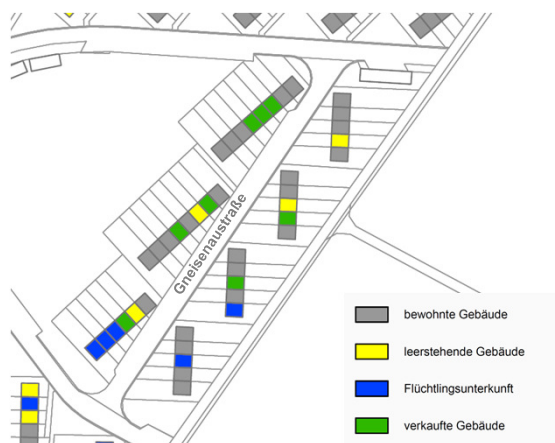 Gneisenaustraße
bewohnte Gebäude
leerstehende Gebäude
Flüchtlingsunterkunft
verkaufte Gebäude